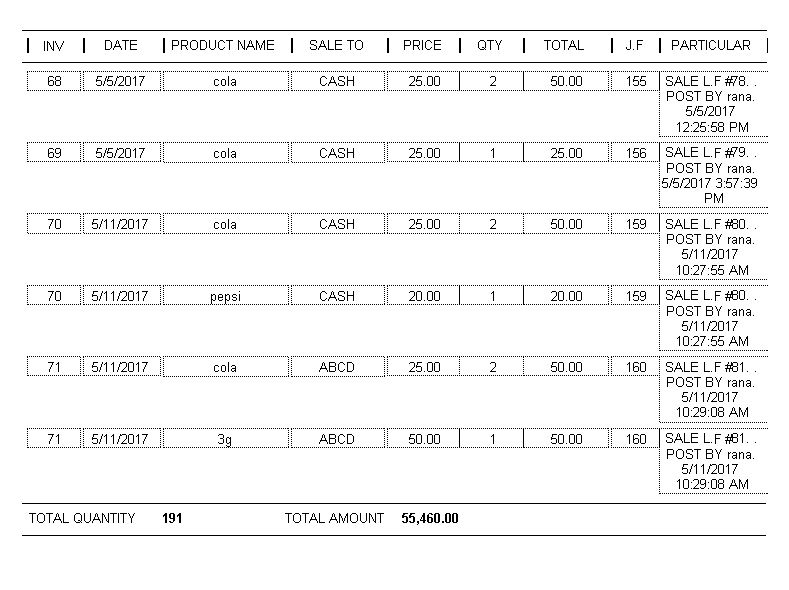 INV DATE PRODUCT NAME SALE TO PRICE QTY TOTAL J.F PARTICULAR
68 5/5/2017 cola CASH 25.00 2 50.00 155 SALE L.F #78. .
POST BY rana.
5/5/2017
12:25:58 PM
69 5/5/2017 cola CASH 25.00 1 25.00 156 SALE L.F #79. .
POST BY rana.
5/5/2017 3:57:39
PM
70 5/11/2017 cola CASH 25.00 2 50.00 159 SALE L.F #80. .
POST BY rana.
5/11/2017
10:27:55 AM
70 5/11/2017 pepsi CASH 20.00 1 20.00 159 SALE L.F #80. .
POST BY rana.
5/11/2017
10:27:55 AM
71 5/11/2017 cola ABCD 25.00 2 50.00 160 SALE L.F #81. .
POST BY rana.
5/11/2017
10:29:08 AM
71 5/11/2017 3g ABCD 50.00 1 50.00 160 SALE L.F #81. .
POST BY rana.
5/11/2017
10:29:08 AM
TOTAL QUANTITY 191 TOTAL AMOUNT 55,460.00